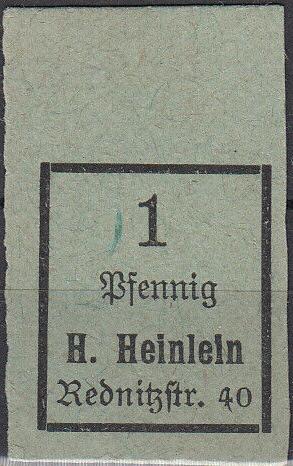 1
Pfennig
H. Heinlein
Rednitzstr. 40